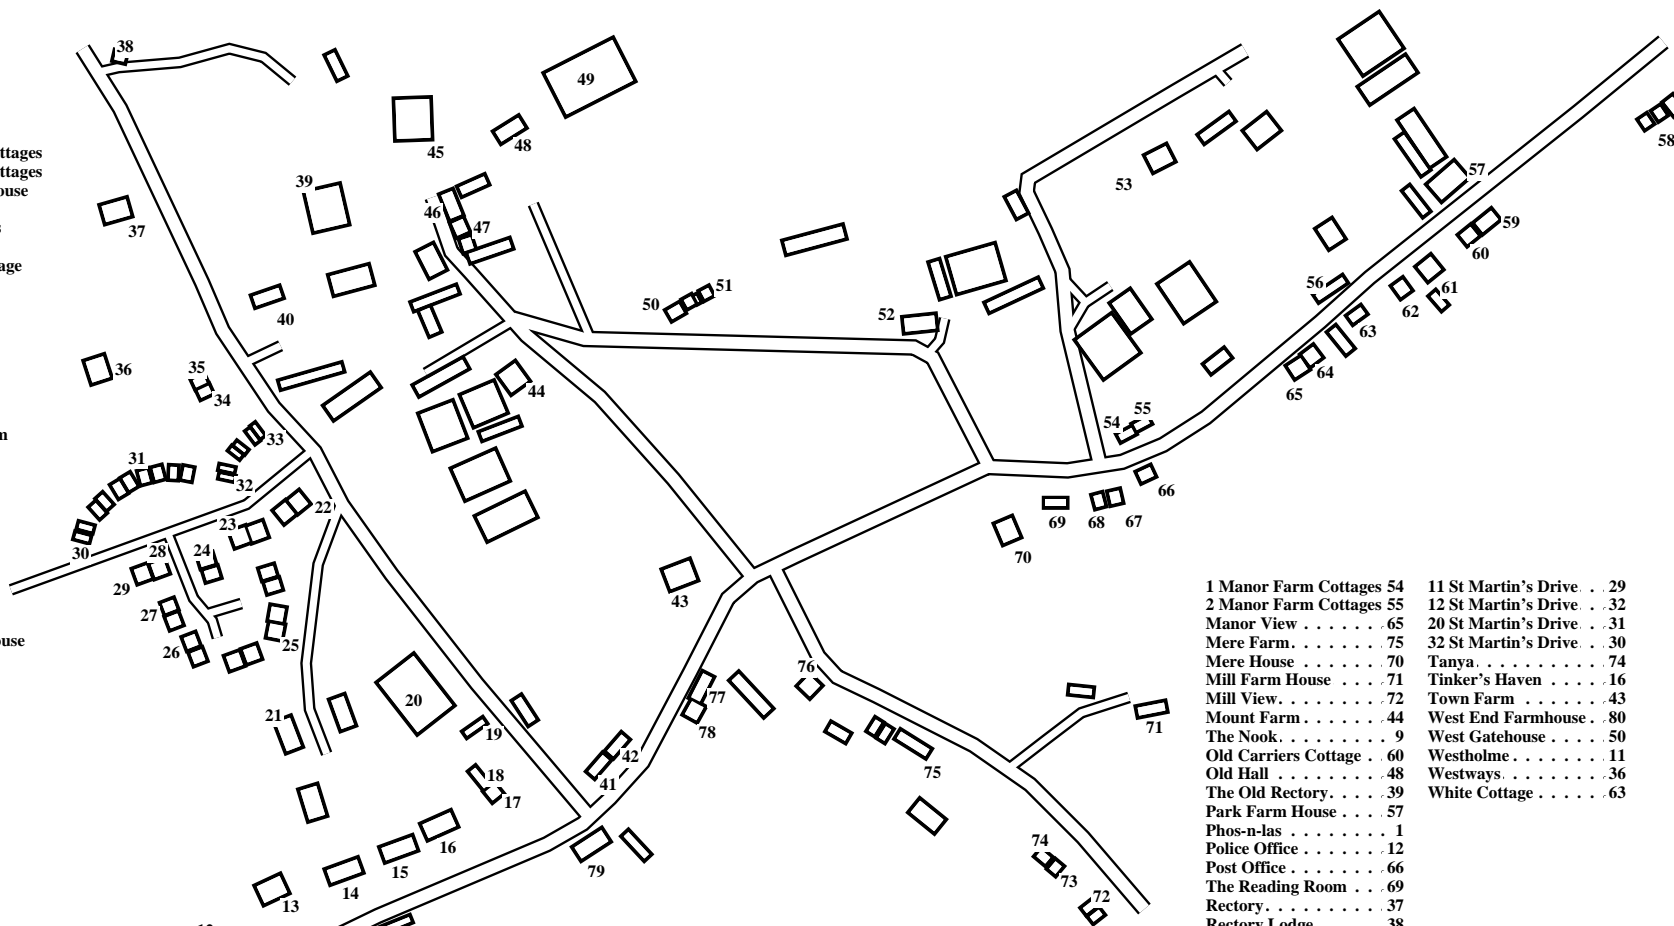 38
49
45
48
39
53
57
58
ttages
ttages
ouse
s
age
37
46
47
59
60
40
50
51
52
56
61
62
63
36
35
34
44
64
65
m
33
31
32
54
55
66
22
23
69
68
67
70
30
28
24
29
43
27
25
26
ouse
20
76
77
78
21
19
71
42
41
75
18
17
16
15
14
13
79
74
73
72
1 Manor Farm Cottages 54
2 Manor Farm Cottages 55
Manor View . . . . . . . . 65
Mere Farm . . . . . . . . . 75
Mere House . . . . . . . . 70
Mill Farm House . . . . 71
Mill View . . . . . . . . . . 72
Mount Farm . . . . . . . . 44
The Nook . . . . . . . . . . 9
Old Carriers Cottage . . 60
Old Hall . . . . . . . . . . 48
The Old Rectory . . . . . 39
Park Farm House . . . . 57
Phos-n-las . . . . . . . . . 1
Police Office . . . . . . . 12
Post Office . . . . . . . . . 66
The Reading Room . . . 69
Rectory . . . . . . . . . . . 37
Rectory Lodge 38
11 St Martin's Drive . . . 29
12 St Martin's Drive . . . 32
20 St Martin's Drive . . . 31
32 St Martin's Drive . . . 30
Tanya . . . . . . . . . . . . 74
Tinker's Haven . . . . . . 16
Town Farm . . . . . . . . 43
West End Farmhouse . . 80
West Gatehouse . . . . . 50
Westholme . . . . . . . . . 11
Westways . . . . . . . . . . 36
White Cottage . . . . . . . 63